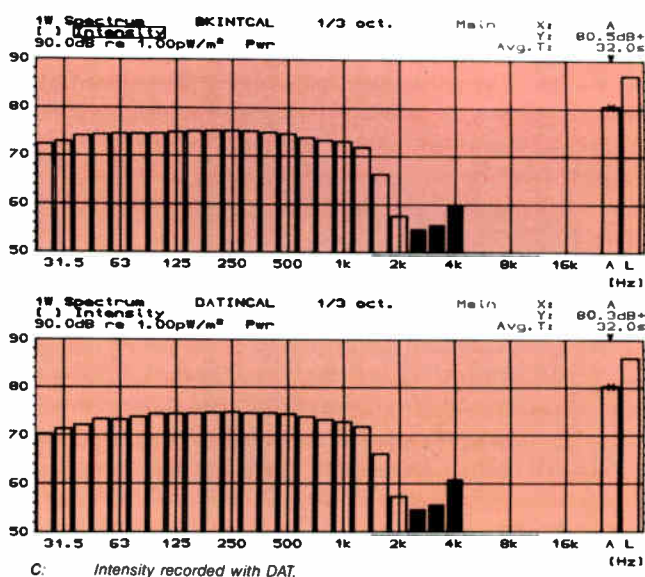 1W Spectrum BKINTCAL 1/3 oct. Main X: A
[ ] Intensity Y: 80.5dB+
90.0dB re 1.00pW/m² Pwr Avg.T: 32.0s
90
80
70
60
50
31.5 63 125 250 500 1k 2k 4k 8k 16k A L
[Hz]
1W Spectrum DATINCAL 1/3 oct. Main X: A
[ ] Intensity Y: 80.3dB+
90.0dB re 1.00pW/m² Pwr Avg.T: 32.0s
90
80
70
60
50
31.5 63 125 250 500 1k 2k 4k 8k 16k A L
[Hz]
C: Intensity recorded with DAT.